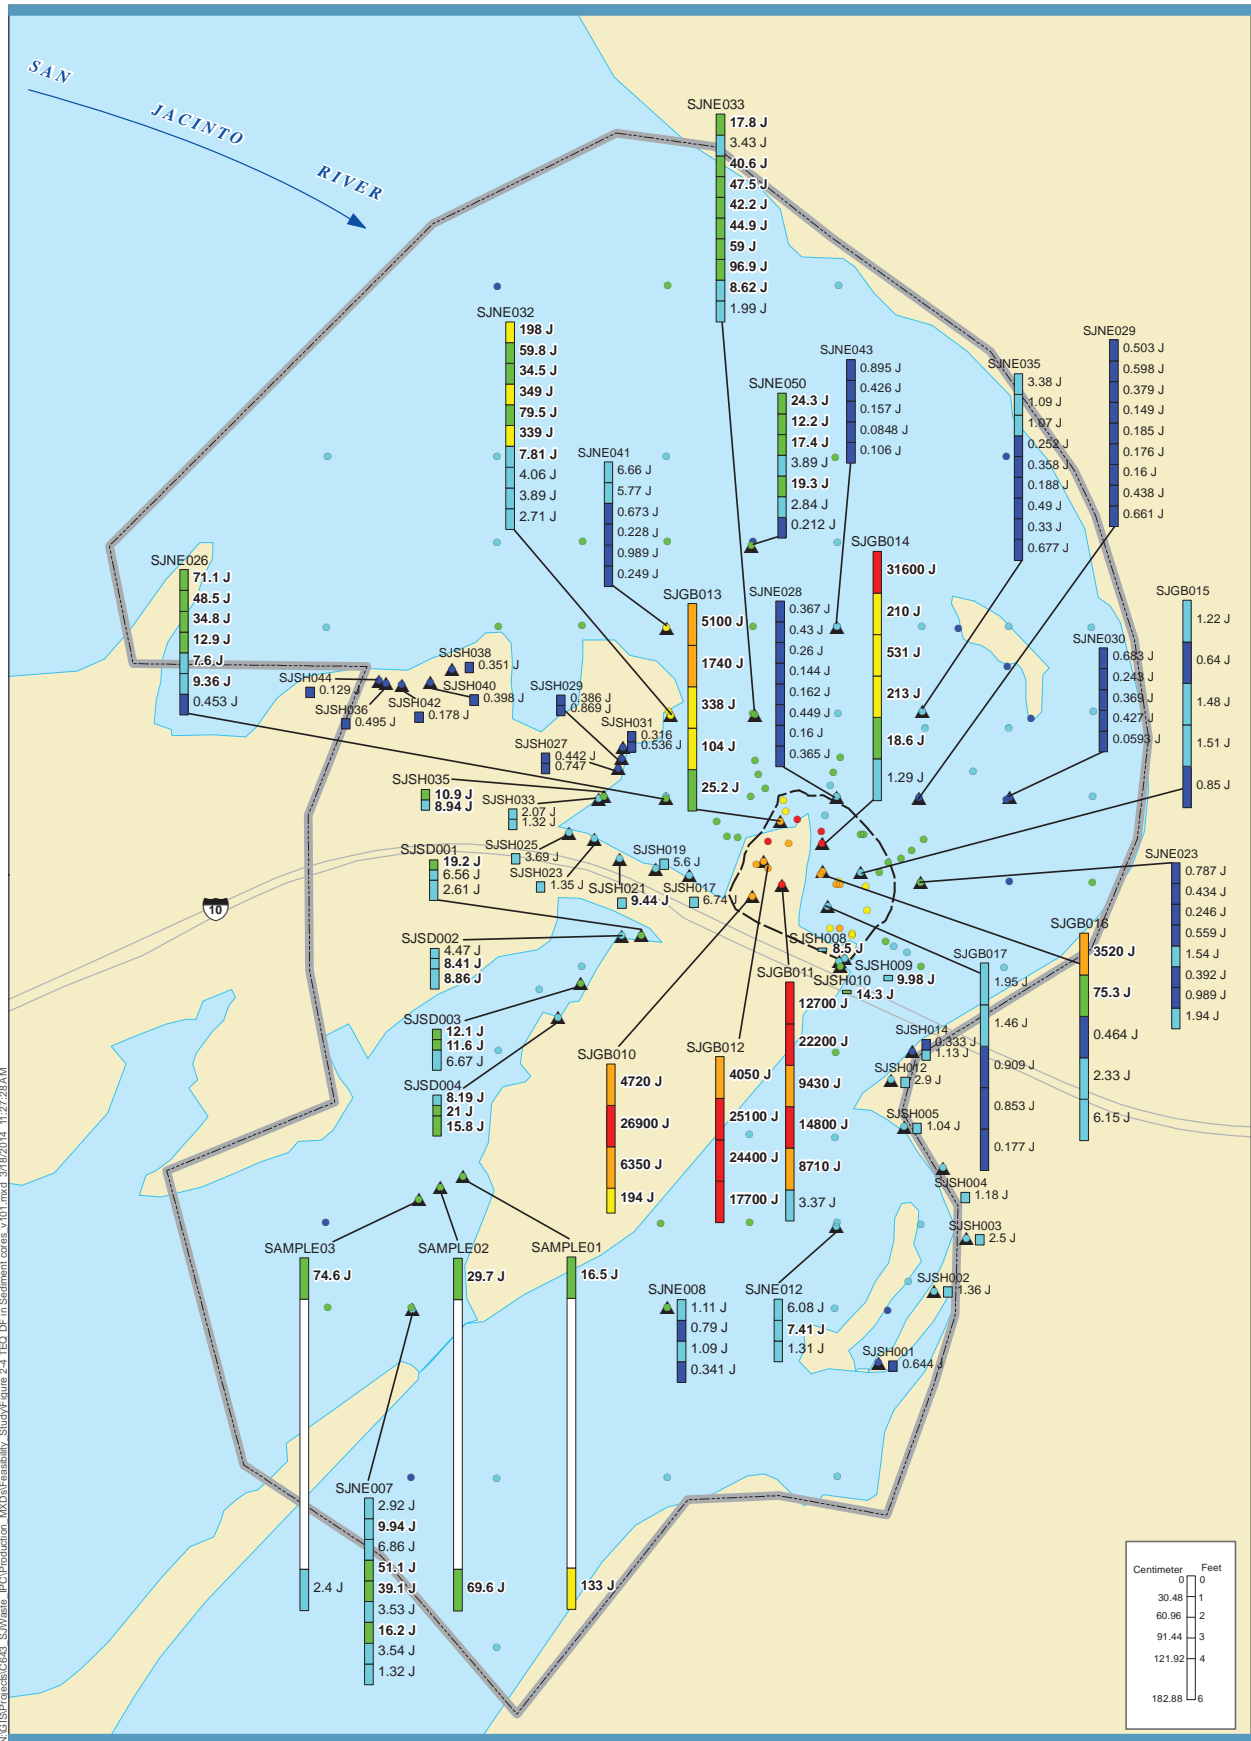 SAN
JACINTO
RIVER
SJNE033
17.8 J
3.43 J
40.6 J
47.5 J
42.2 J
44.9 J
59 J
96.9 J
8.62 J
1.99 J
SJNE032
198 J
59.8 J
34.5 J
349 J
79.5 J
339 J
7.81 J
4.06 J
3.89 J
2.71 J
SJNE043
0.895 J
0.426 J
0.157 J
0.0848 J
0.106 J
SJNE029
0.503 J
0.598 J
0.379 J
0.149 J
0.185 J
0.176 J
0.16 J
0.438 J
0.661 J
SJNE035
3.38 J
1.09 J
1.07 J
0.252 J
0.358 J
0.188 J
0.49 J
0.33 J
0.677 J
SJNE050
24.3 J
12.2 J
17.4 J
3.89 J
19.3 J
2.84 J
0.212 J
SJNE041
6.66 J
5.77 J
0.673 J
0.228 J
0.989 J
0.249 J
SJGB014
31600 J
210 J
531 J
213 J
18.6 J
1.29 J
SJNE026
71.1 J
48.5 J
34.8 J
12.9 J
7.6 J
9.36 J
0.453 J
SJGB013
5100 J
1740 J
338 J
104 J
25.2 J
SJNE028
0.367 J
0.43 J
0.26 J
0.144 J
0.162 J
0.449 J
0.16 J
0.365 J
SJGB015
1.22 J
0.64 J
1.48 J
1.51 J
0.85 J
SJNE030
0.683 J
0.243 J
0.369 J
0.427 J
0.0593 J
SJSH038
0.351 J
SJSH044
0.129 J
SJSH040
0.398 J
SJSH042
0.178 J
SJSH036
0.495 J
SJSH029
0.386 J
0.869 J
SJSH031
0.316
0.536 J
SJSH027
0.442 J
0.747
SJSH035
10.9 J
8.94 J
SJSH033
2.07 J
1.32 J
SJSH025
3.69 J
SJSH023
1.35 J
SJSH019
5.6 J
SJSH021
9.44 J
SJSH017
6.74 J
SJSD001
19.2 J
6.56 J
2.61 J
10
SJNE023
0.787 J
0.434 J
0.246 J
0.559 J
1.54 J
0.392 J
0.989 J
1.94 J
SJSD002
4.47 J
8.41 J
8.86 J
SJSH008
8.5 J
SJSH009
9.98 J
SJSH010
14.3 J
SJGB017
1.95 J
1.46 J
0.909 J
0.853 J
0.177 J
SJGB016
3520 J
75.3 J
0.464 J
2.33 J
6.15 J
SJGB011
12700 J
22200 J
9430 J
14800 J
8710 J
3.37 J
SJSD003
12.1 J
11.6 J
6.67 J
SJSH014
0.333 J
1.13 J
SJGB010
4720 J
26900 J
6350 J
194 J
SJGB012
4050 J
25100 J
24400 J
17700 J
SJSH012
2.9 J
SJSD004
8.19 J
21 J
15.8 J
SJSH005
1.04 J
SJSH004
1.18 J
SJSH003
2.5 J
SAMPLE03
74.6 J
2.4 J
SAMPLE02
29.7 J
69.6 J
SAMPLE01
16.5 J
133 J
SJSH002
1.36 J
SJNE008
1.11 J
0.79 J
1.09 J
0.341 J
SJNE012
6.08 J
7.41 J
1.31 J
SJSH001
0.644 J
SJNE007
2.92 J
9.94 J
6.86 J
51.1 J
39.1 J
3.53 J
16.2 J
3.54 J
1.32 J
Centimeter Feet
0 0
30.48 1
60.96 2
91.44 3
121.92 4
182.88 6
N:\GIS\Projects\C643_SJWaste_IPC\Production_MXDs\Feasibility_Study\Figure 2-4 TEQ_DF in Sediment cores_v101.mxd 3/18/2014 11:27:28 AM